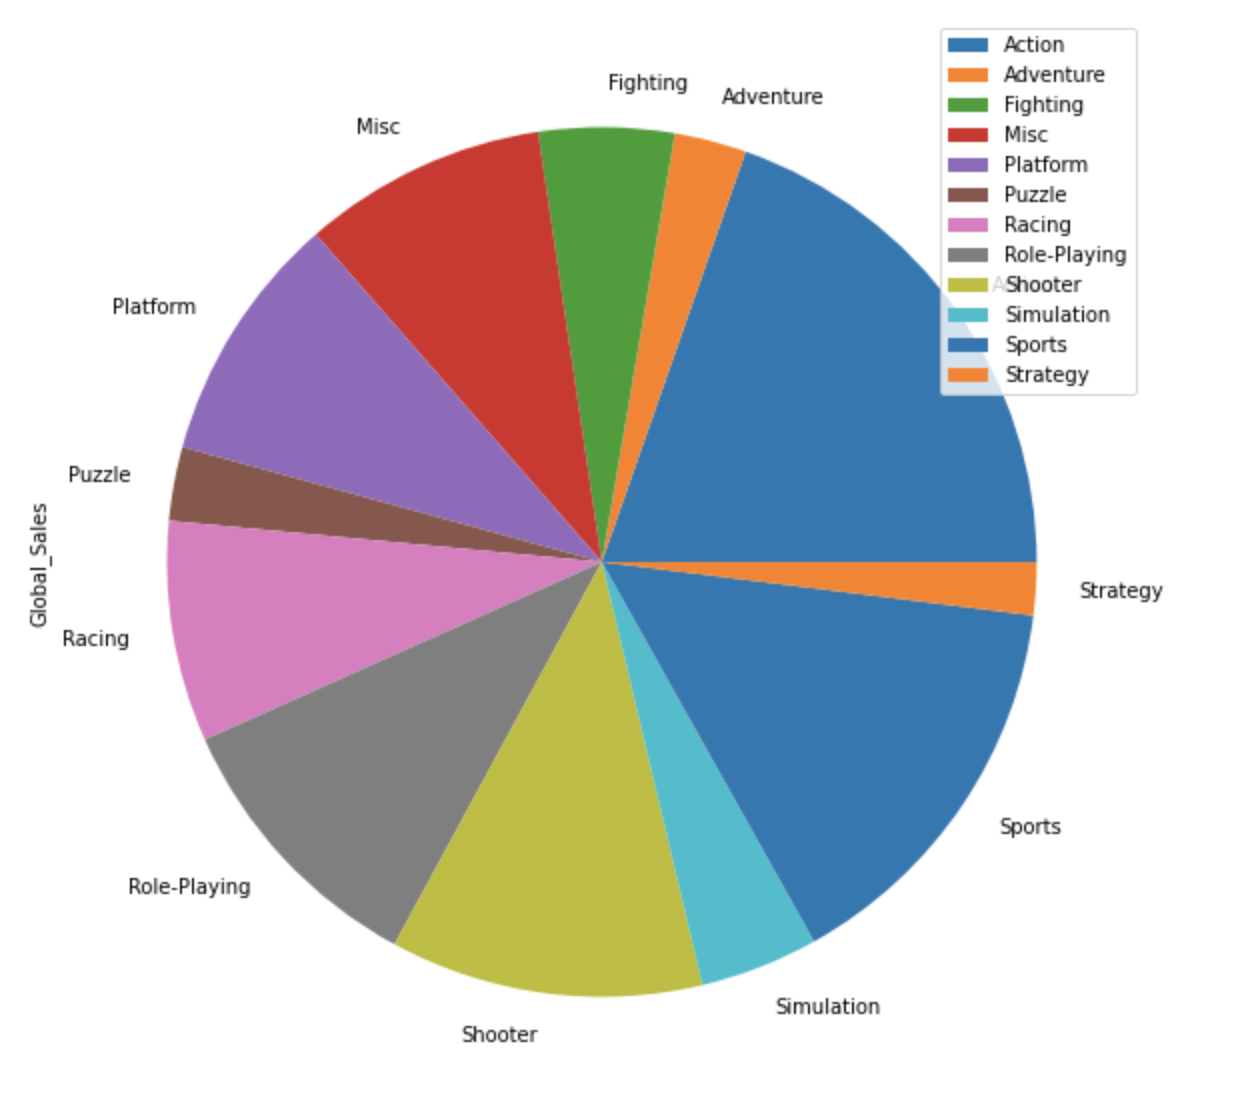 Fighting
Adventure
Misc
Platform
Puzzle
Global_Sales
Racing
Role-Playing
Shooter
Simulation
Sports
Strategy
Action
Adventure
Fighting
Misc
Platform
Puzzle
Racing
Role-Playing
Shooter
Simulation
Sports
Strategy